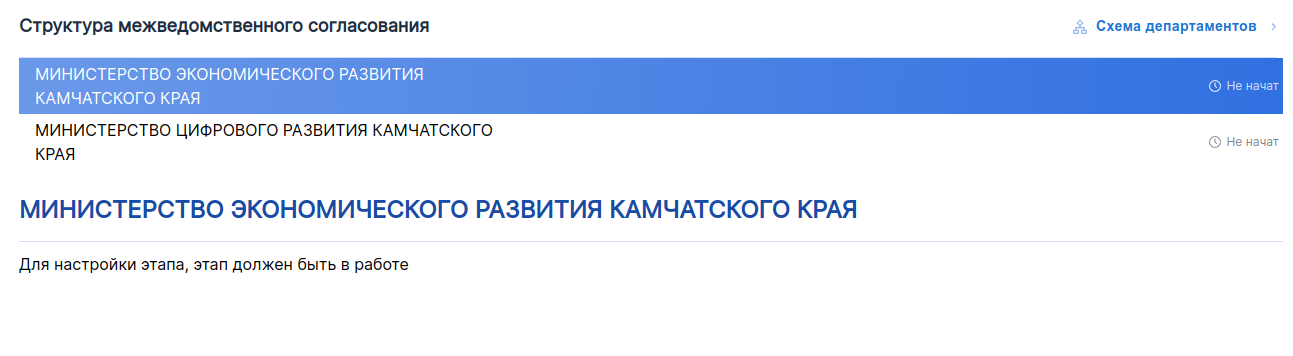 Структура межведомственного согласования
Схема департаментов
МИНИСТЕРСТВО ЭКОНОМИЧЕСКОГО РАЗВИТИЯ
КАМЧАТСКОГО КРАЯ
Не начат
МИНИСТЕРСТВО ЦИФРОВОГО РАЗВИТИЯ КАМЧАТСКОГО
КРАЯ
Не начат
МИНИСТЕРСТВО ЭКОНОМИЧЕСКОГО РАЗВИТИЯ КАМЧАТСКОГО КРАЯ
Для настройки этапа, этап должен быть в работе